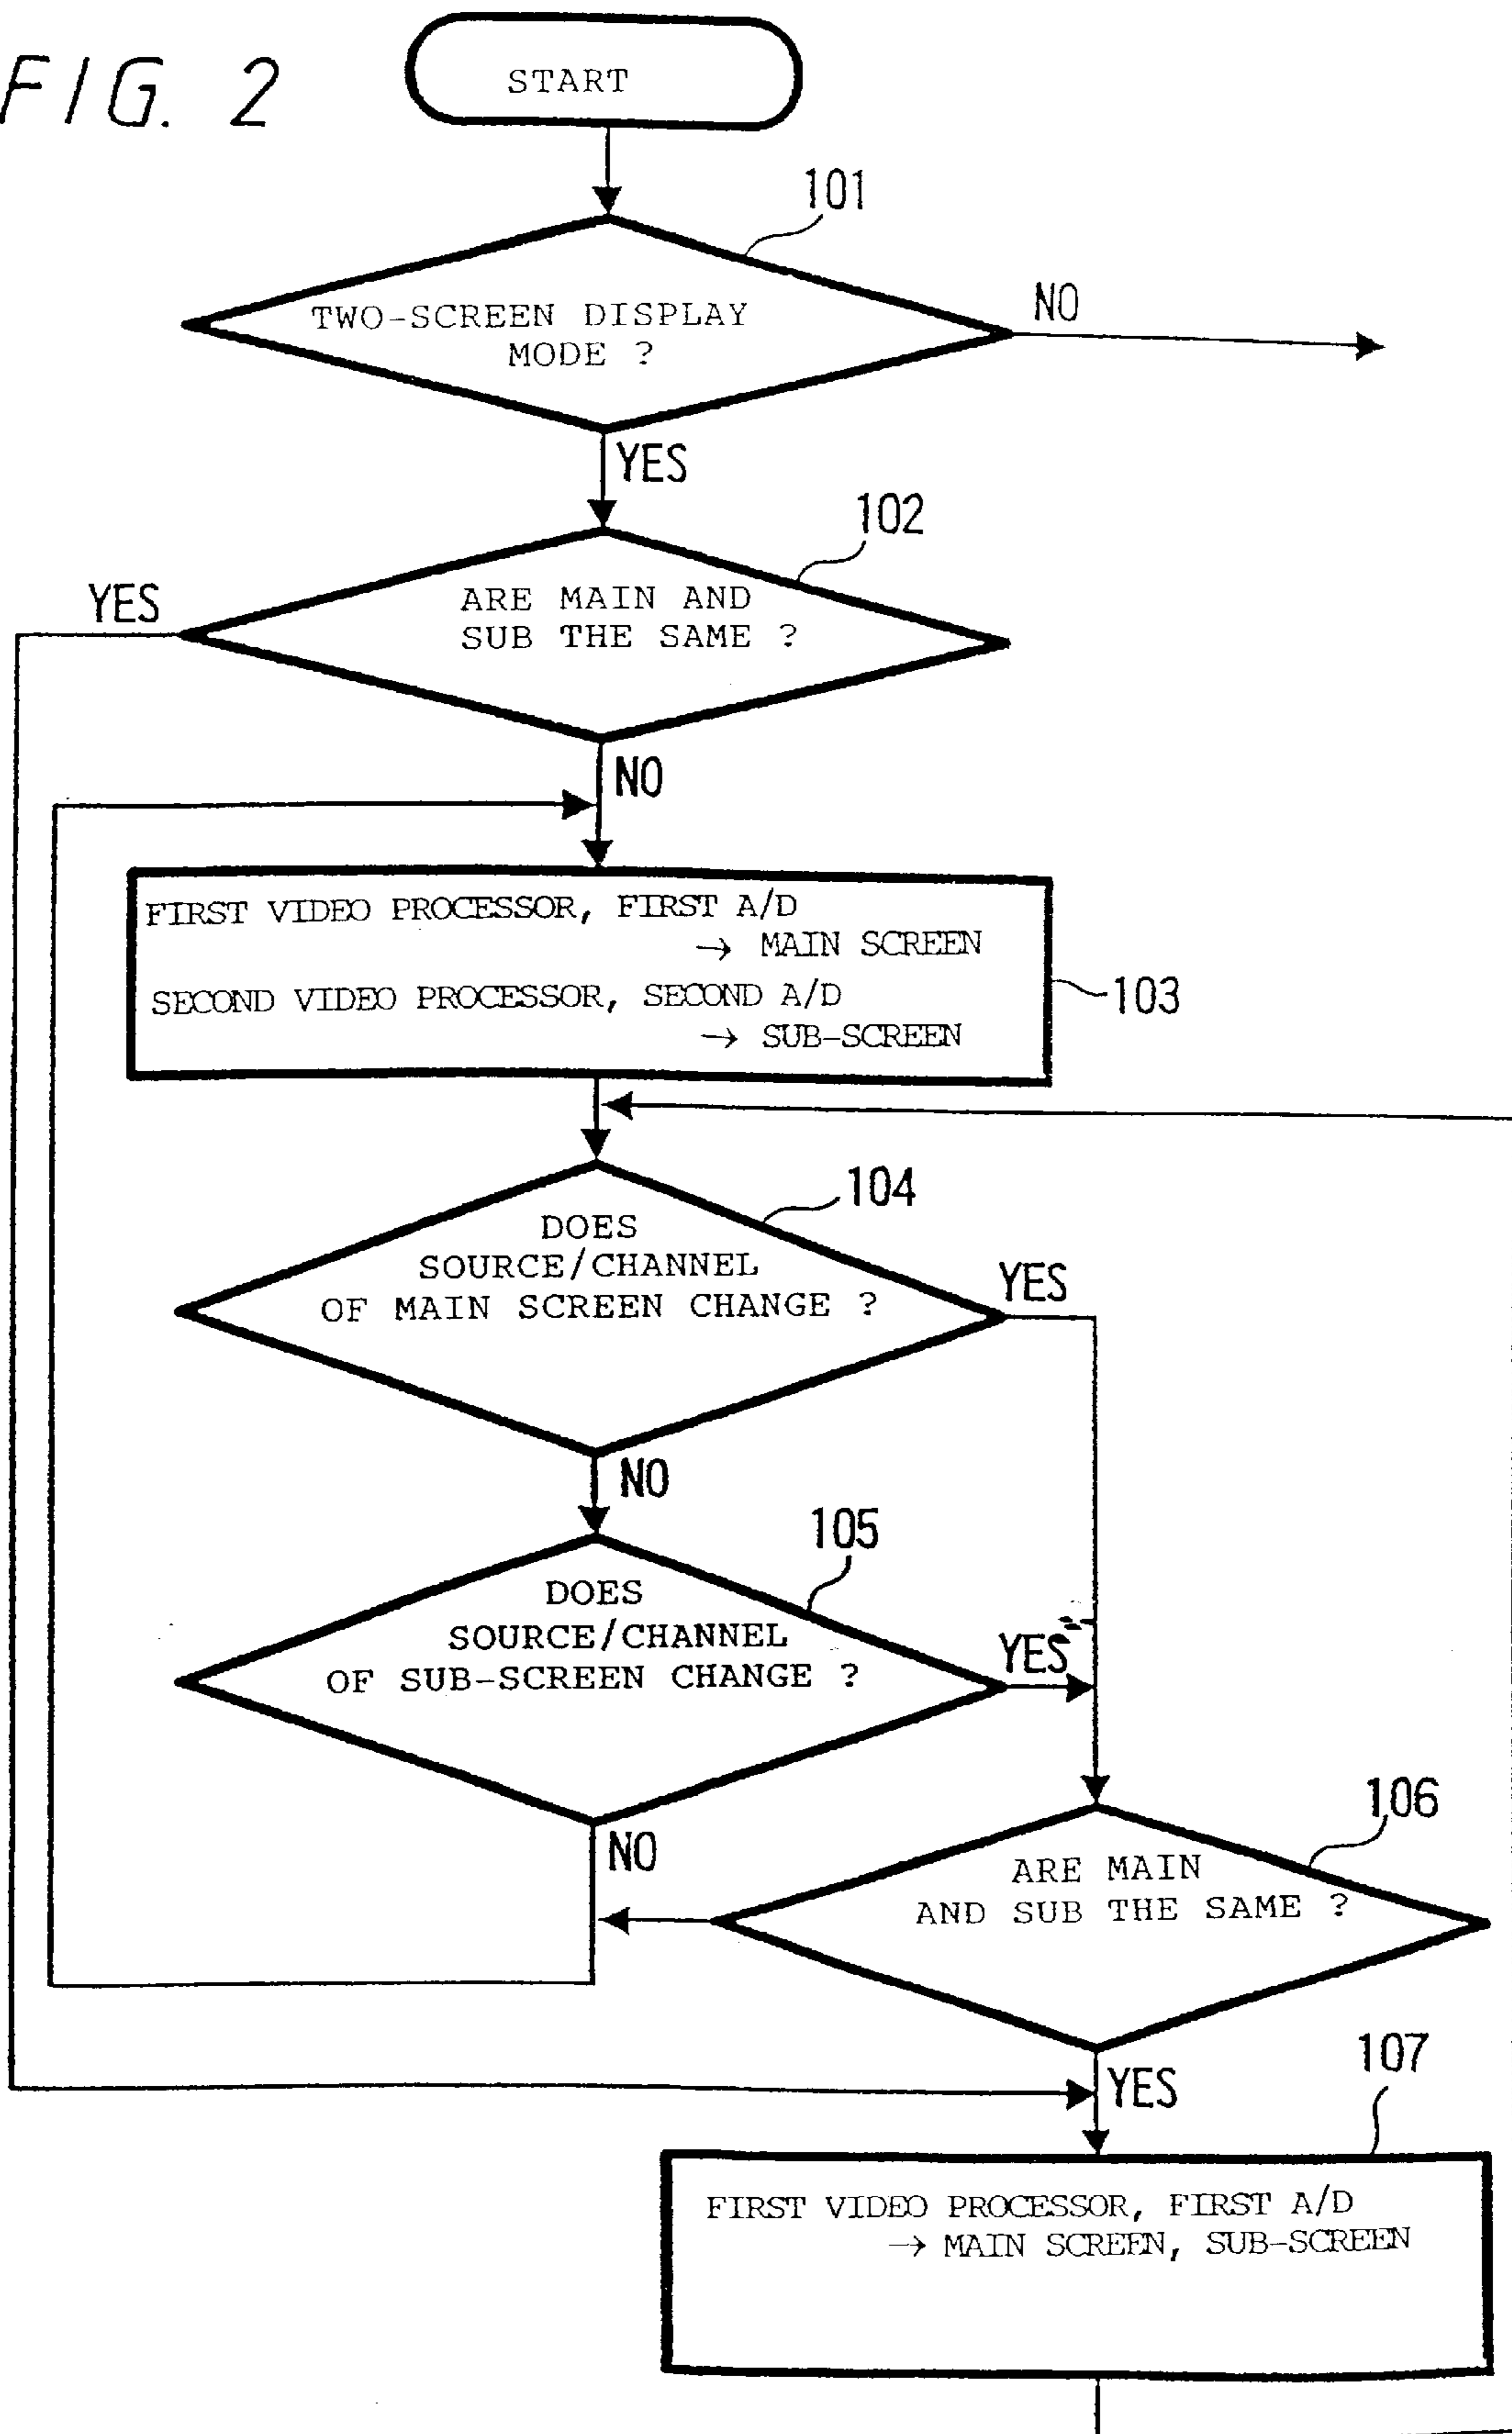 FIG. 2
START
101
TWO-SCREEN DISPLAY
MODE ?
NO
YES
102
YES
ARE MAIN AND
SUB THE SAME ?
NO
FIRST VIDEO PROCESSOR, FIRST A/D
→ MAIN SCREEN
SECOND VIDEO PROCESSOR, SECOND A/D
→ SUB-SCREEN
103
104
DOES
SOURCE/CHANNEL
OF MAIN SCREEN CHANGE ?
YES
NO
105
DOES
SOURCE/CHANNEL
OF SUB-SCREEN CHANGE ?
YES
NO
106
ARE MAIN
AND SUB THE SAME ?
YES
107
FIRST VIDEO PROCESSOR, FIRST A/D
→ MAIN SCREEN, SUB-SCREEN